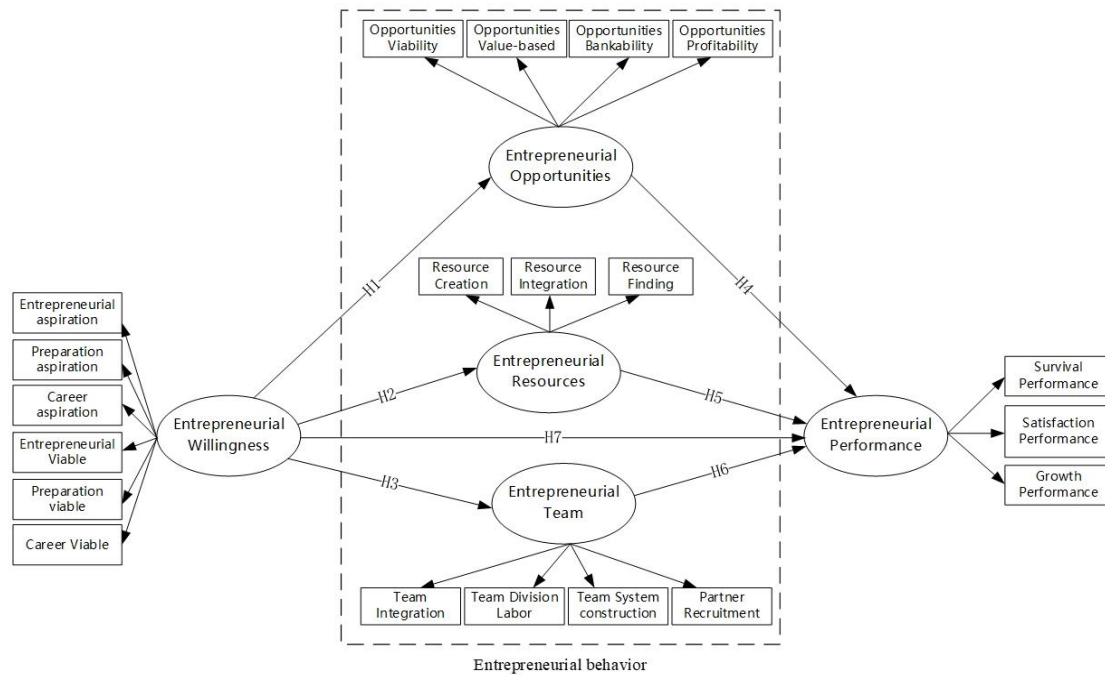 Opportunities
Viability
Opportunities
Value-based
Opportunities
Bankability
Opportunities
Profitability
Entrepreneurial
Opportunities
H1
H4
Resource
Creation
Resource
Integration
Resource
Finding
Entrepreneurial
Resources
Entrepreneurial
aspiration
Preparation
aspiration
Career
aspiration
Entrepreneurial
Viable
Preparation
viable
Career Viable
Entrepreneurial
Willingness
H2
H5
H7
H3
H6
Entrepreneurial
Performance
Survival
Performance
Satisfaction
Performance
Growth
Performance
Entrepreneurial
Team
Team
Integration
Team Division
Labor
Team System
construction
Partner
Recruitment
Entrepreneurial behavior